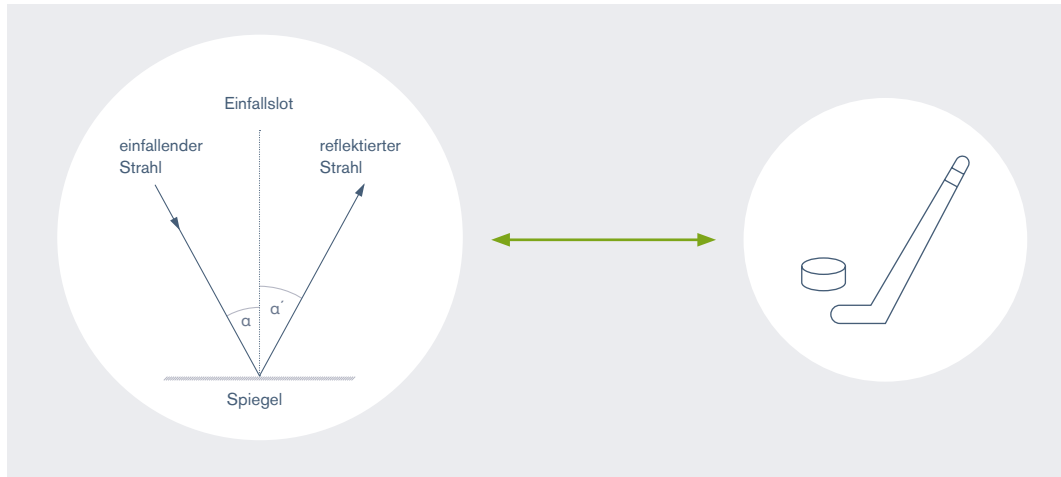 Einfallslot
einfallender
Strahl
reflektierter
Strahl
α
α´
Spiegel